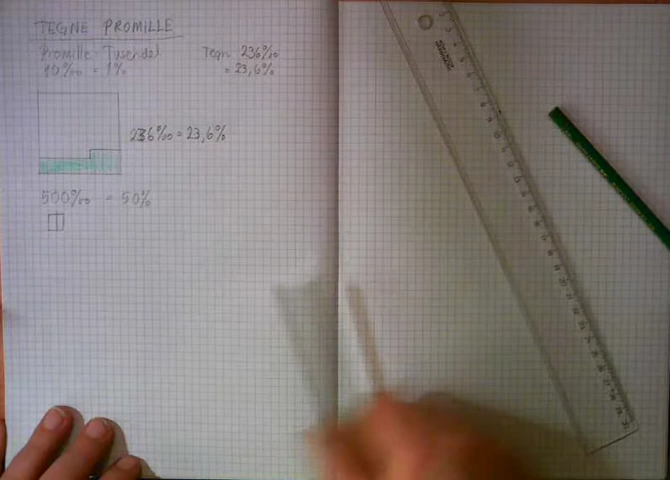 TEGNE PROMILLE
Promille - Tusendel
10‰ = 1%
Tegn 236‰
= 23,6%
236‰ = 23,6%
500‰ = 50%